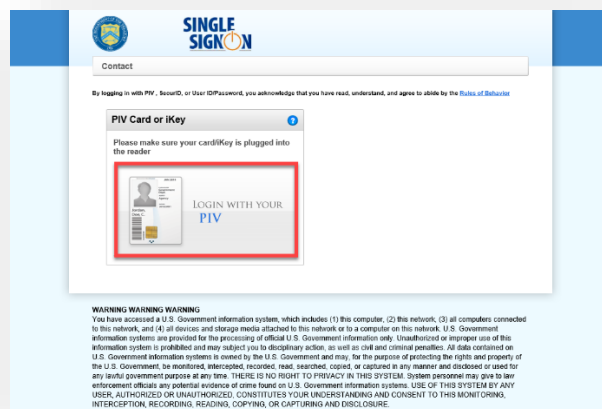 SINGLE
SIGN ON
Contact
By logging in with PIV , SecurID, or User ID/Password, you acknowledge that you have read, understand, and agree to abide by the Rules of Behavior
PIV Card or iKey
?
Please make sure your card/iKey is plugged into
the reader
LOGIN WITH YOUR
PIV
WARNING WARNING WARNING
You have accessed a U.S. Government information system, which includes (1) this computer, (2) this network, (3) all computers connected
to this network, and (4) all devices and storage media attached to this network or to a computer on this network. U.S. Government
information systems are provided for the processing of official U.S. Government information only. Unauthorized or improper use of this
information system is prohibited and may subject you to disciplinary action, as well as civil and criminal penalties. All data contained on
U.S. Government information systems is owned by the U.S. Government and may, for the purpose of protecting the rights and property of
the U.S. Government, be monitored, intercepted, recorded, read, searched, copied, or captured in any manner and disclosed or used for
any lawful government purpose at any time. THERE IS NO RIGHT TO PRIVACY IN THIS SYSTEM. System personnel may give to law
enforcement officials any potential evidence of crime found on U.S. Government information systems. USE OF THIS SYSTEM BY ANY
USER, AUTHORIZED OR UNAUTHORIZED, CONSTITUTES YOUR UNDERSTANDING AND CONSENT TO THIS MONITORING,
INTERCEPTION, RECORDING, READING, COPYING, OR CAPTURING AND DISCLOSURE.